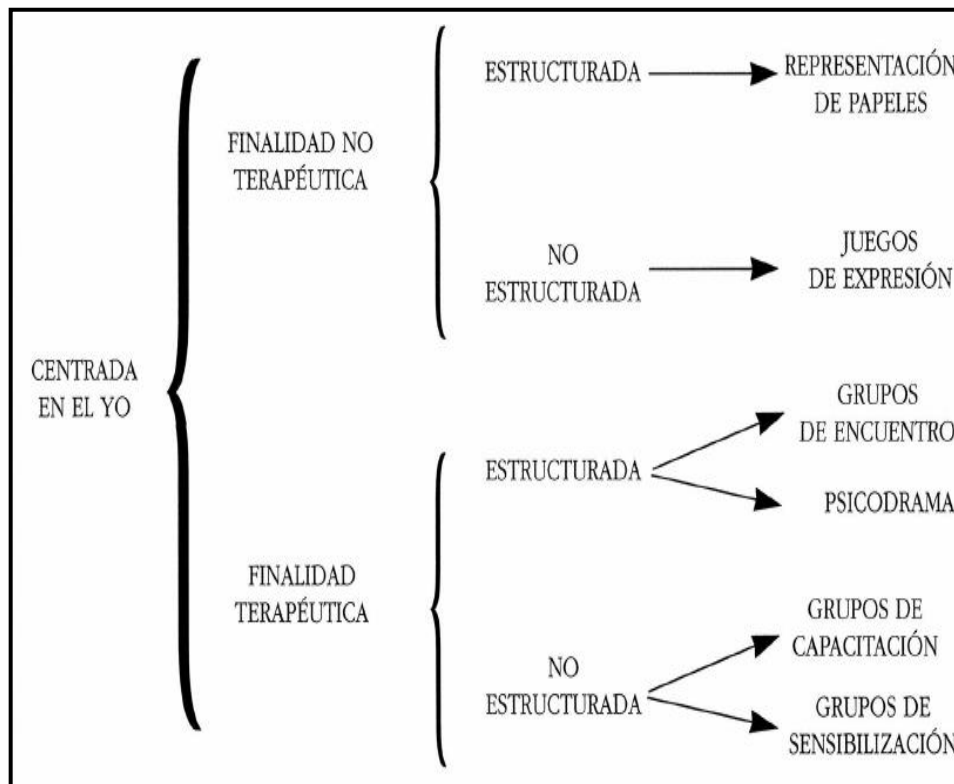 CENTRADA
EN EL YO
FINALIDAD NO
TERAPÉUTICA
ESTRUCTURADA
REPRESENTACIÓN
DE PAPELES
NO
ESTRUCTURADA
JUEGOS
DE EXPRESIÓN
FINALIDAD
TERAPÉUTICA
ESTRUCTURADA
GRUPOS
DE ENCUENTRO
PSICODRAMA
NO
ESTRUCTURADA
GRUPOS DE
CAPACITACIÓN
GRUPOS DE
SENSIBILIZACIÓN